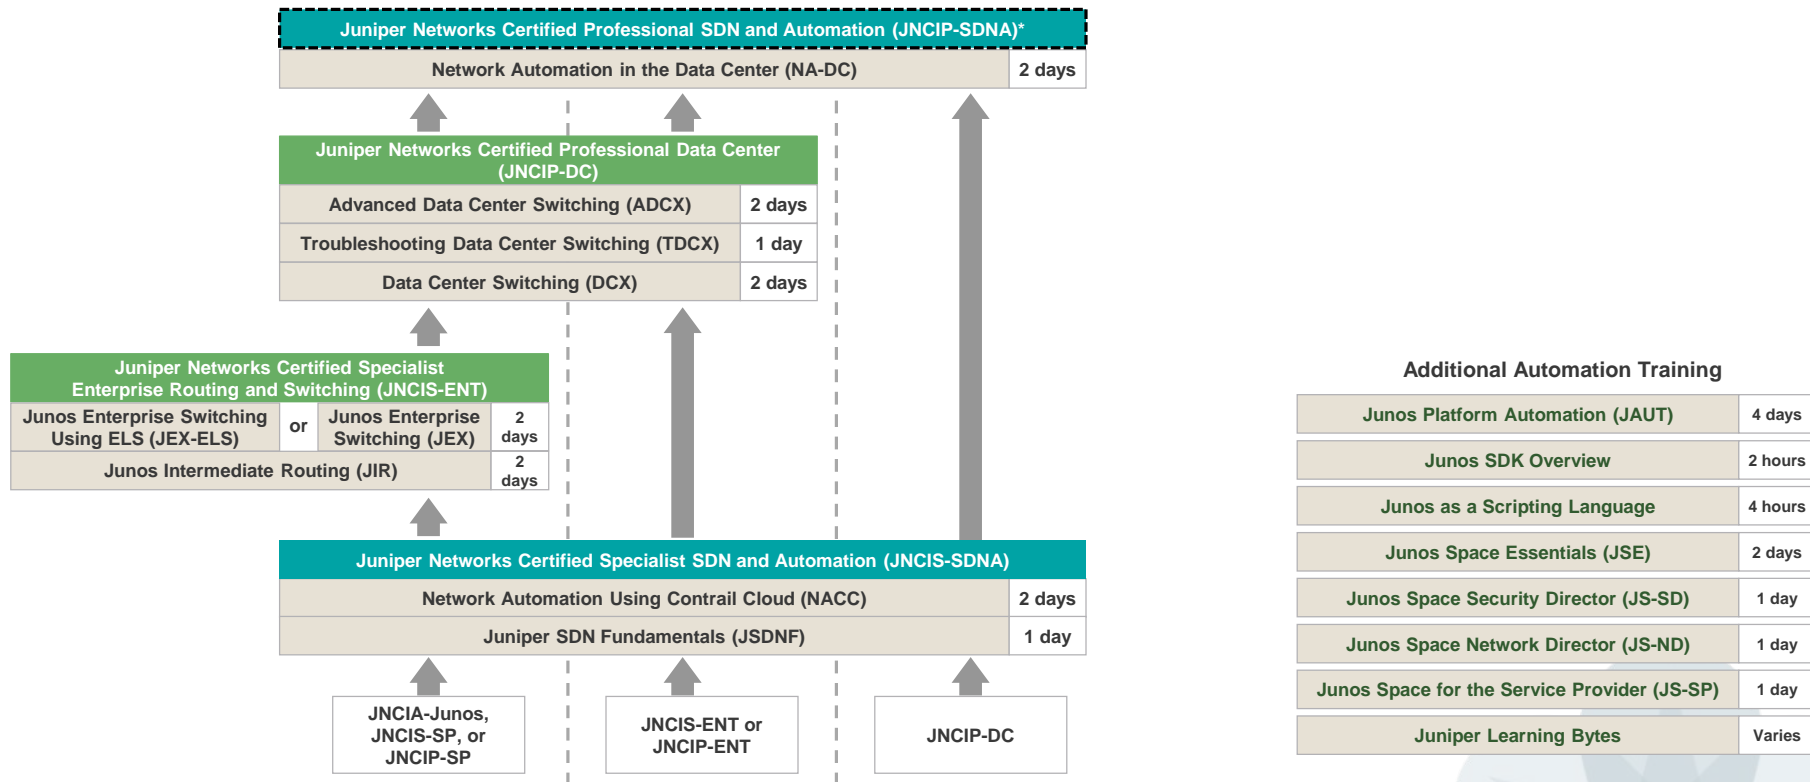 Juniper Networks Certified Professional SDN and Automation (JNCIP-SDNA)*
Network Automation in the Data Center (NA-DC)
2 days
Juniper Networks Certified Professional Data Center
(JNCIP-DC)
Advanced Data Center Switching (ADCX)
2 days
Troubleshooting Data Center Switching (TDCX)
1 day
Data Center Switching (DCX)
2 days
Juniper Networks Certified Specialist
Enterprise Routing and Switching (JNCIS-ENT)
Junos Enterprise Switching
Using ELS (JEX-ELS)
or
Junos Enterprise
Switching (JEX)
2
days
Junos Intermediate Routing (JIR)
2
days
Juniper Networks Certified Specialist SDN and Automation (JNCIS-SDNA)
Network Automation Using Contrail Cloud (NACC)
2 days
Juniper SDN Fundamentals (JSDNF)
1 day
JNCIA-Junos,
JNCIS-SP, or
JNCIP-SP
JNCIS-ENT or
JNCIP-ENT
JNCIP-DC
Additional Automation Training
Junos Platform Automation (JAUT)
4 days
Junos SDK Overview
2 hours
Junos as a Scripting Language
4 hours
Junos Space Essentials (JSE)
2 days
Junos Space Security Director (JS-SD)
1 day
Junos Space Network Director (JS-ND)
1 day
Junos Space for the Service Provider (JS-SP)
1 day
Juniper Learning Bytes
Varies